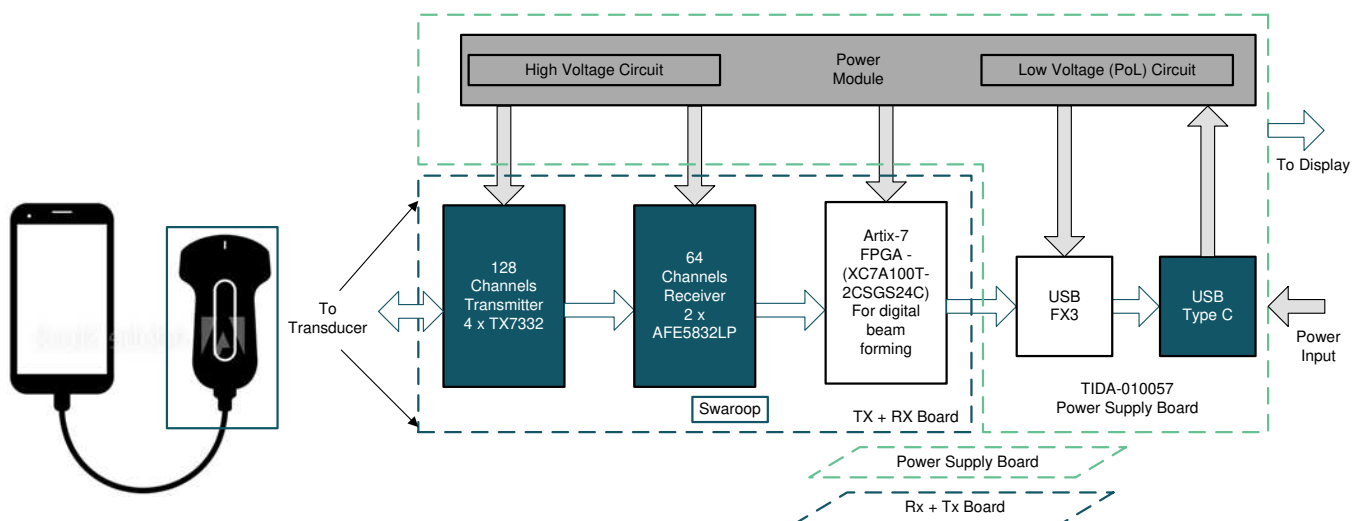 High Voltage Circuit
Power
Module
Low Voltage (PoL) Circuit
To Display
To
Transducer
128
Channels
Transmitter
4 x TX7332
64
Channels
Receiver
2 x
AFE5832LP
Artix-7
FPGA -
(XC7A100T-
2CSGS24C)
For digital
beam
forming
USB
FX3
USB
Type C
Power
Input
Swaroop
TX + RX Board
TIDA-010057
Power Supply Board
Power Supply Board
Rx + Tx Board